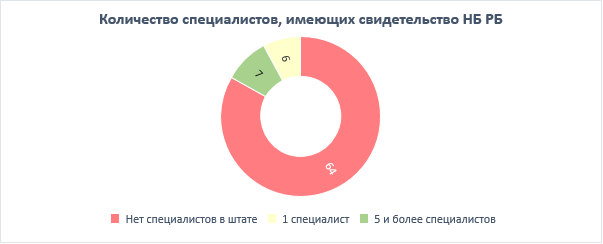 Количество специалистов, имеющих свидетельство НБ РБ
6
7
64
Нет специалистов в штате 1 специалист 5 и более специалистов